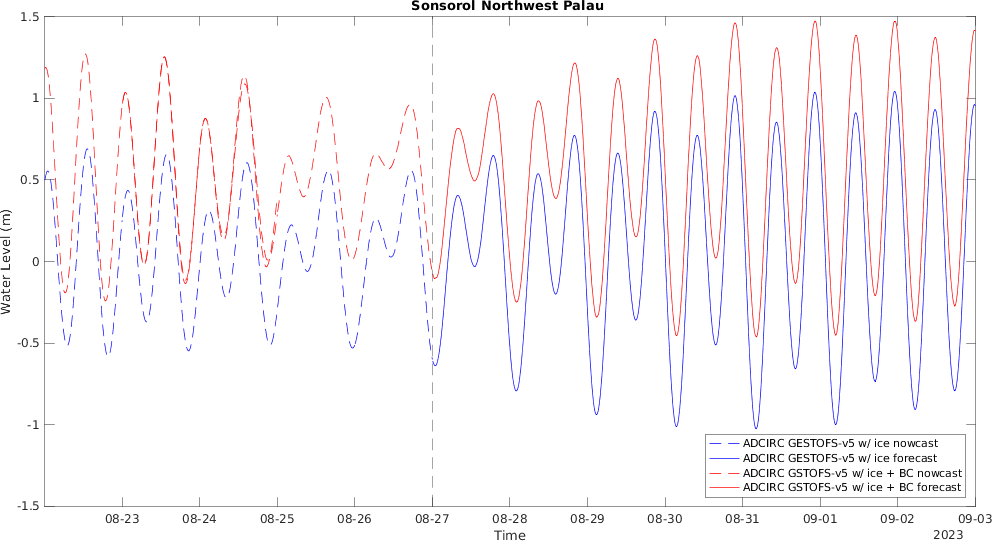 Sonsorol Northwest Palau
1.5
1
0.5
0
-0.5
-1
-1.5
Water Level (m)
ADCIRC GESTOFS-v5 w/ ice nowcast
ADCIRC GESTOFS-v5 w/ ice forecast
ADCIRC GSTOFS-v5 w/ ice + BC nowcast
ADCIRC GSTOFS-v5 w/ ice + BC forecast
08-23 08-24 08-25 08-26 08-27 08-28 08-29 08-30 08-31 09-01 09-02 09-03
Time
2023